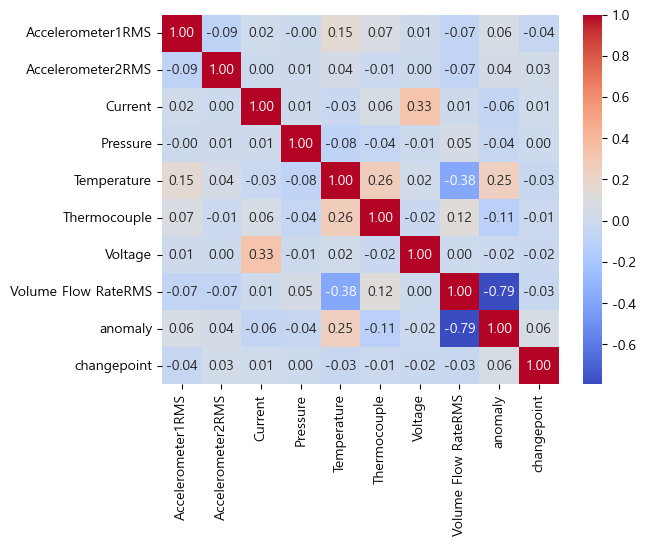 Accelerometer1RMS 1.00 -0.09 0.02 -0.00 0.15 0.07 0.01 -0.07 0.06 -0.04
Accelerometer2RMS -0.09 1.00 0.00 0.01 0.04 -0.01 0.00 -0.07 0.04 0.03
Current 0.02 0.00 1.00 0.01 -0.03 0.06 0.33 0.01 -0.06 0.01
Pressure -0.00 0.01 0.01 1.00 -0.08 -0.04 -0.01 0.05 -0.04 0.00
Temperature 0.15 0.04 -0.03 -0.08 1.00 0.26 0.02 -0.38 0.25 -0.03
Thermocouple 0.07 -0.01 0.06 -0.04 0.26 1.00 -0.02 0.12 -0.11 -0.01
Voltage 0.01 0.00 0.33 -0.01 0.02 -0.02 1.00 0.00 -0.02 -0.02
Volume Flow RateRMS -0.07 -0.07 0.01 0.05 -0.38 0.12 0.00 1.00 -0.79 -0.03
anomaly 0.06 0.04 -0.06 -0.04 0.25 -0.11 -0.02 -0.79 1.00 0.06
changepoint -0.04 0.03 0.01 0.00 -0.03 -0.01 -0.02 -0.03 0.06 1.00
Accelerometer1RMS
Accelerometer2RMS
Current
Pressure
Temperature
Thermocouple
Voltage
Volume Flow RateRMS
anomaly
changepoint
1.0
0.8
0.6
0.4
0.2
0.0
-0.2
-0.4
-0.6